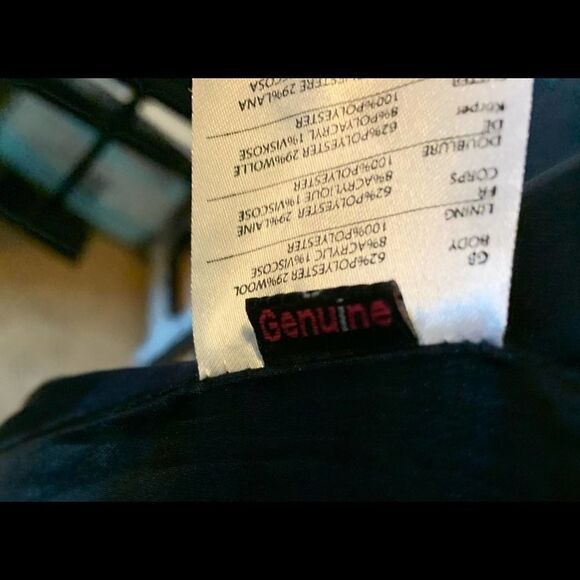 Genuine
GB 62%POLYESTER 29%WOOL
BODY 8%ACRYLIC 1%VISCOSE
LINING 100%POLYESTER
FR 62%POLYESTER 29%LAINE
CORPS 8%ACRYLIQUE 1%VISCOSE
DOUBLURE 100%POLYESTER
DE 62%POLYESTER 29%WOLLE
Körper 8%POLYACRYL 1%VISKOSE
100%POLYESTER
29%LANA